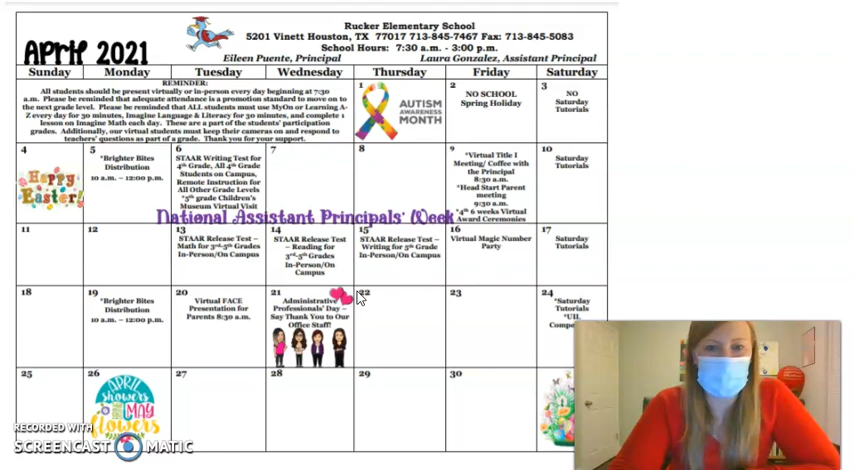 Rucker Elementary School
5201 Vinett Houston, TX 77017 713-845-7467 Fax: 713-845-5083
School Hours: 7:30 a.m. - 3:00 p.m.
April 2021
Eileen Puente, Principal
Laura Gonzalez, Assistant Principal
Sunday
Monday
Tuesday
Wednesday
Thursday
Friday
Saturday
REMINDER:
All students should be present virtually or in-person every day beginning at 7:30
a.m. Please be reminded that adequate attendance is a promotion standard to move on to
the next grade level. Please be reminded that ALL students must use MyOn or Learning A-
Z every day for 30 minutes, Imagine Language & Literacy for 30 minutes, and complete 1
lesson on Imagine Math each day. These are a part of the students' participation
grades. Additionally, our virtual students must keep their cameras on and respond to
teachers' questions as part of a grade. Thank you for your support.
1
AUTISM
AWARENESS
MONTH
2
NO SCHOOL
Spring Holiday
3
NO
Saturday
Tutorials
4
Happy
Easter!
5
*Brighter Bites
Distribution
10 a.m. – 12:00 p.m.
6
STAAR Writing Test for
4th Grade, All 4th Grade
Students on Campus,
Remote Instruction for
All Other Grade Levels
*5th grade Children's
Museum Virtual Visit
7
8
9
*Virtual Title I
Meeting/ Coffee with
the Principal
8:30 a.m.
*Head Start Parent
meeting
9:30 a.m.
*4th 6 weeks Virtual
Award Ceremonies
10
Saturday
Tutorials
National Assistant Principals' Week
11
12
13
STAAR Release Test –
Math for 3rd-5th Grades
In-Person/On Campus
14
STAAR Release Test
– Reading for
3rd-5th Grades
In-Person/On
Campus
15
STAAR Release Test –
Writing for 5th Grade
In-Person/On Campus
16
Virtual Magic Number
Party
17
Saturday
Tutorials
18
19
*Brighter Bites
Distribution
10 a.m. – 12:00 p.m.
20
Virtual FACE
Presentation for
Parents 8:30 a.m.
21
Administrative
Professionals' Day –
Say Thank You to Our
Office Staff!
22
23
24
*Saturday
Tutorials
*UIL
25
26
APRIL
showers
BRING
MAY
flowers
27
28
29
30
RECORDED WITH
SCREENCAST MATIC